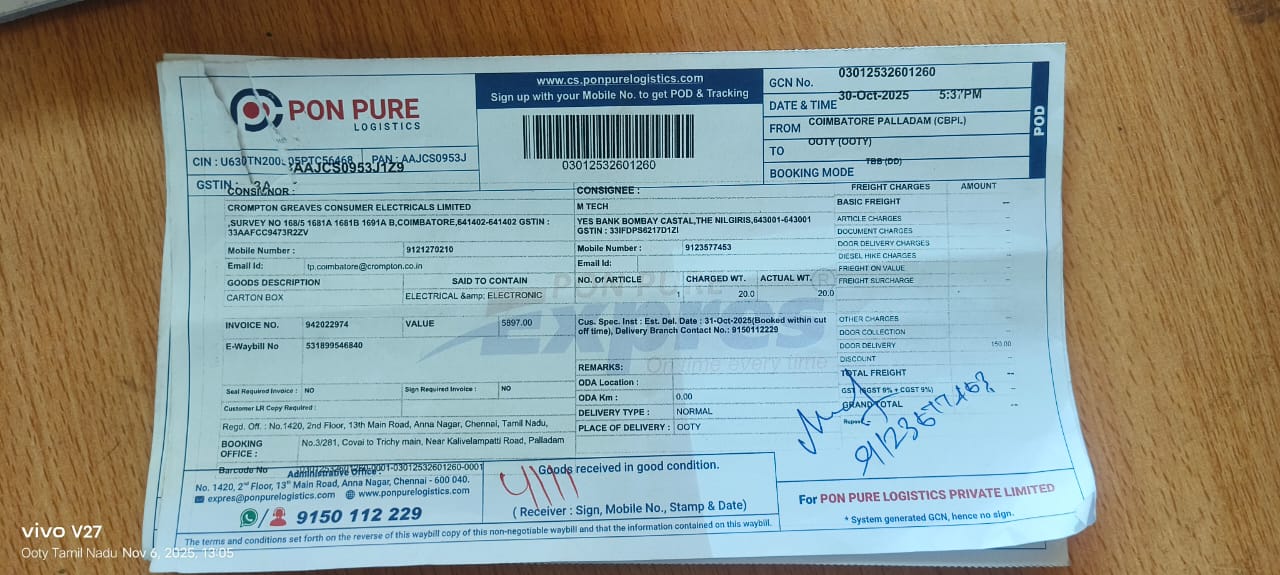 PON PURE
LOGISTICS
www.cs.ponpurelogistics.com
Sign up with your Mobile No. to get POD & Tracking
03012532601260
GCN No. 03012532601260
DATE & TIME 30-Oct-2025 5:37PM
FROM COIMBATORE PALLADAM (CBPL)
TO OOTY (OOTY)
BOOKING MODE TBB (DD)
POD
PAN : AAJCS0953J
AAJCS0953J1Z9
GSTIN :
CONSIGNOR :
CROMPTON GREAVES CONSUMER ELECTRICALS LIMITED
,SURVEY NO 168/5 1681A 1681B 1691A B,COIMBATORE,641402-641402 GSTIN :
33AAFCC9473R2ZV
Mobile Number : 9121270210
Email Id: tp.coimbatore@crompton.co.in
GOODS DESCRIPTION SAID TO CONTAIN
CARTON BOX ELECTRICAL &amp; ELECTRONIC
INVOICE NO. 942022974 VALUE 5897.00
E-Waybill No 531899546840
Seal Required Invoice : NO Sign Required Invoice : NO
Customer LR Copy Required :
Regd. Off. : No.1420, 2nd Floor, 13th Main Road, Anna Nagar, Chennai, Tamil Nadu,
BOOKING OFFICE : No.3/281, Covai to Trichy main, Near Kalivelampatti Road, Palladam
Barcode No
CONSIGNEE :
M TECH
YES BANK BOMBAY CASTAL,THE NILGIRIS,643001-643001
GSTIN : 33IFDPS6217D1ZI
Mobile Number : 9123577453
Email Id:
NO. OF ARTICLE CHARGED WT. ACTUAL WT.
1 20.0 20.0
PON PURE
Expres
On time every time
Cus. Spec. Inst : Est. Del. Date : 31-Oct-2025(Booked within cut
off time), Delivery Branch Contact No.: 9150112229
REMARKS:
ODA Location :
ODA Km : 0.00
DELIVERY TYPE : NORMAL
PLACE OF DELIVERY : OOTY
FREIGHT CHARGES AMOUNT
BASIC FREIGHT --
ARTICLE CHARGES
DOCUMENT CHARGES
DOOR DELIVERY CHARGES
DIESEL HIKE CHARGES
FRIEGHT ON VALUE
FREIGHT SURCHARGE
OTHER CHARGES
DOOR COLLECTION
DOOR DELIVERY 150.00
DISCOUNT
TOTAL FREIGHT --
GST (SGST 9% + CGST 9%)
GRAND TOTAL --
Administrative Office :
No. 1420, 2nd Floor, 13th Main Road, Anna Nagar, Chennai - 600 040.
expres@ponpurelogistics.com www.ponpurelogistics.com
9150 112 229
Goods received in good condition.
( Receiver : Sign, Mobile No., Stamp & Date)
For PON PURE LOGISTICS PRIVATE LIMITED
* System generated GCN, hence no sign.
The terms and conditions set forth on the reverse of this waybill copy of this non-negotiable waybill and that the information contained on this waybill.
vivo V27
Ooty Tamil Nadu Nov 6, 2025, 13:05